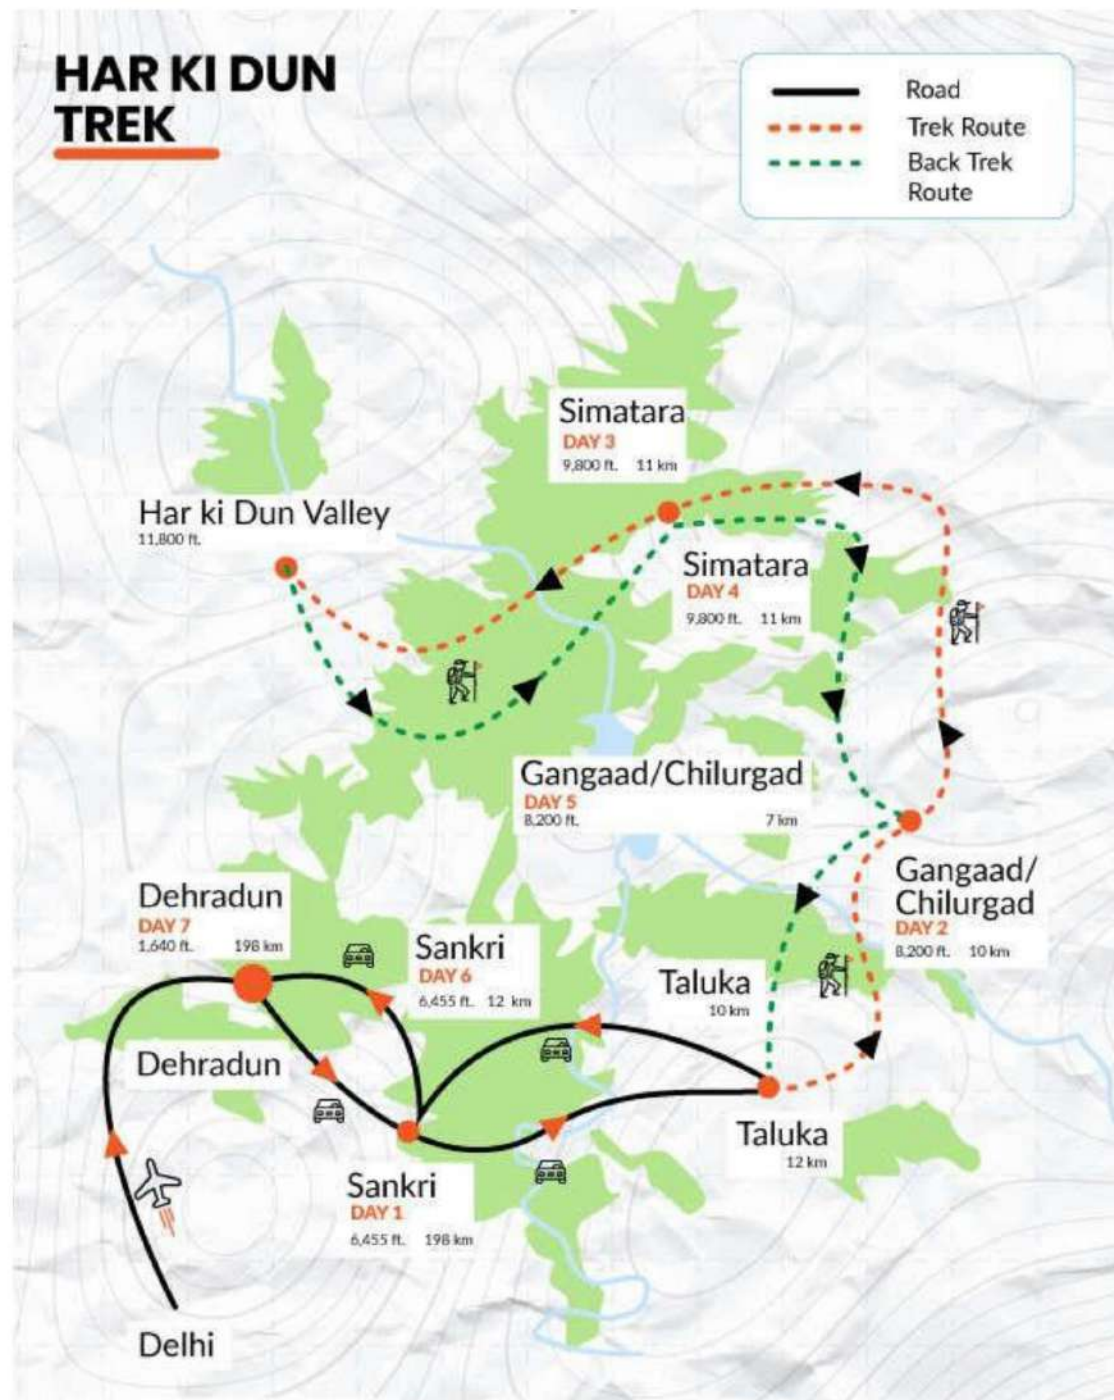 HAR KI DUN
TREK
Road
Trek Route
Back Trek
Route
Simatara
DAY 3
9,800 ft. 11 km
Har ki Dun Valley
11,800 ft.
Simatara
DAY 4
9,800 ft. 11 km
Gangaad/Chilurgad
DAY 5
8,200 ft. 7 km
Gangaad/
Chilurgad
DAY 2
8,200 ft. 10 km
Dehradun
DAY 7
1,640 ft. 198 km
Sankri
DAY 6
6,455 ft. 12 km
Taluka
10 km
Dehradun
Taluka
12 km
Sankri
DAY 1
6,455 ft. 198 km
Delhi